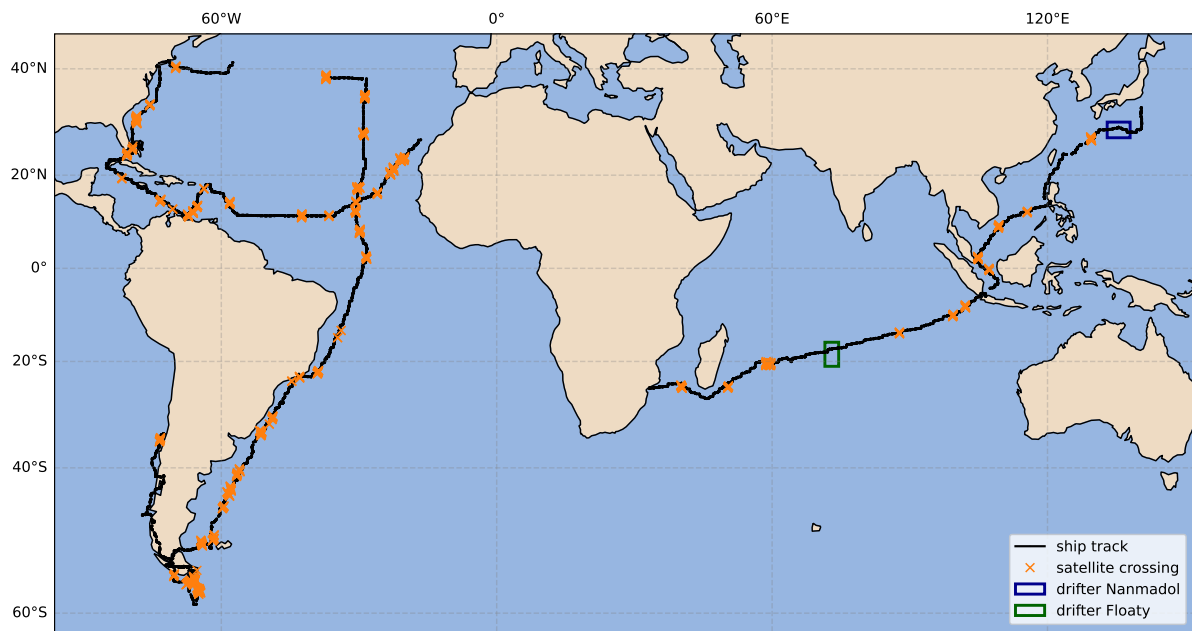 60°W 0° 60°E 120°E
40°N
20°N
0°
20°S
40°S
60°S
ship track
satellite crossing
drifter Nanmadol
drifter Floaty